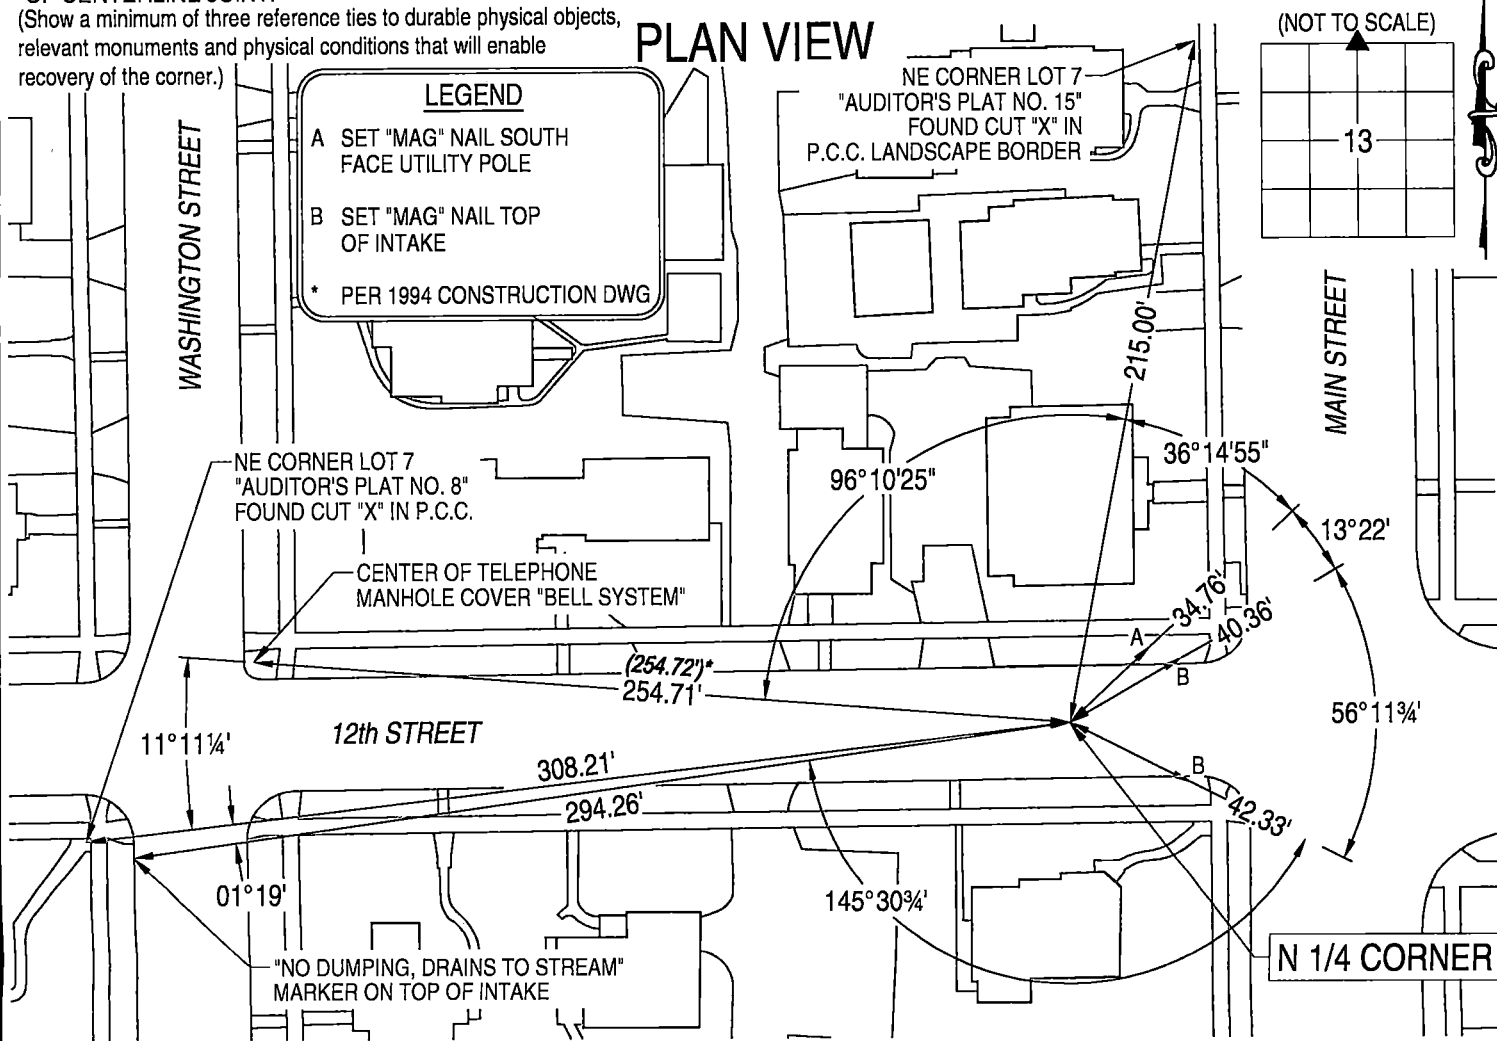 (Show a minimum of three reference ties to durable physical objects,
relevant monuments and physical conditions that will enable
recovery of the corner.)
PLAN VIEW
(NOT TO SCALE)
13
LEGEND
A SET "MAG" NAIL SOUTH
FACE UTILITY POLE
B SET "MAG" NAIL TOP
OF INTAKE
* PER 1994 CONSTRUCTION DWG
NE CORNER LOT 7
"AUDITOR'S PLAT NO. 15"
FOUND CUT "X" IN
P.C.C. LANDSCAPE BORDER
WASHINGTON STREET
MAIN STREET
215.00'
NE CORNER LOT 7
"AUDITOR'S PLAT NO. 8"
FOUND CUT "X" IN P.C.C.
96°10'25"
36°14'55"
13°22'
CENTER OF TELEPHONE
MANHOLE COVER "BELL SYSTEM"
34.76'
40.36'
A
B
(254.72')*
254.71'
11°11¼'
12th STREET
56°11¾'
308.21'
294.26'
B
42.33'
01°19'
145°30¾'
"NO DUMPING, DRAINS TO STREAM"
MARKER ON TOP OF INTAKE
N 1/4 CORNER